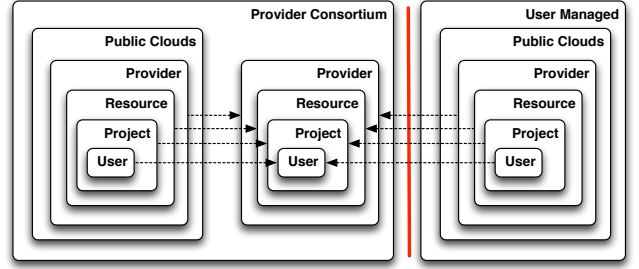 Provider Consortium
Public Clouds
Provider
Resource
Project
User
Provider
Resource
Project
User
User Managed
Public Clouds
Provider
Resource
Project
User